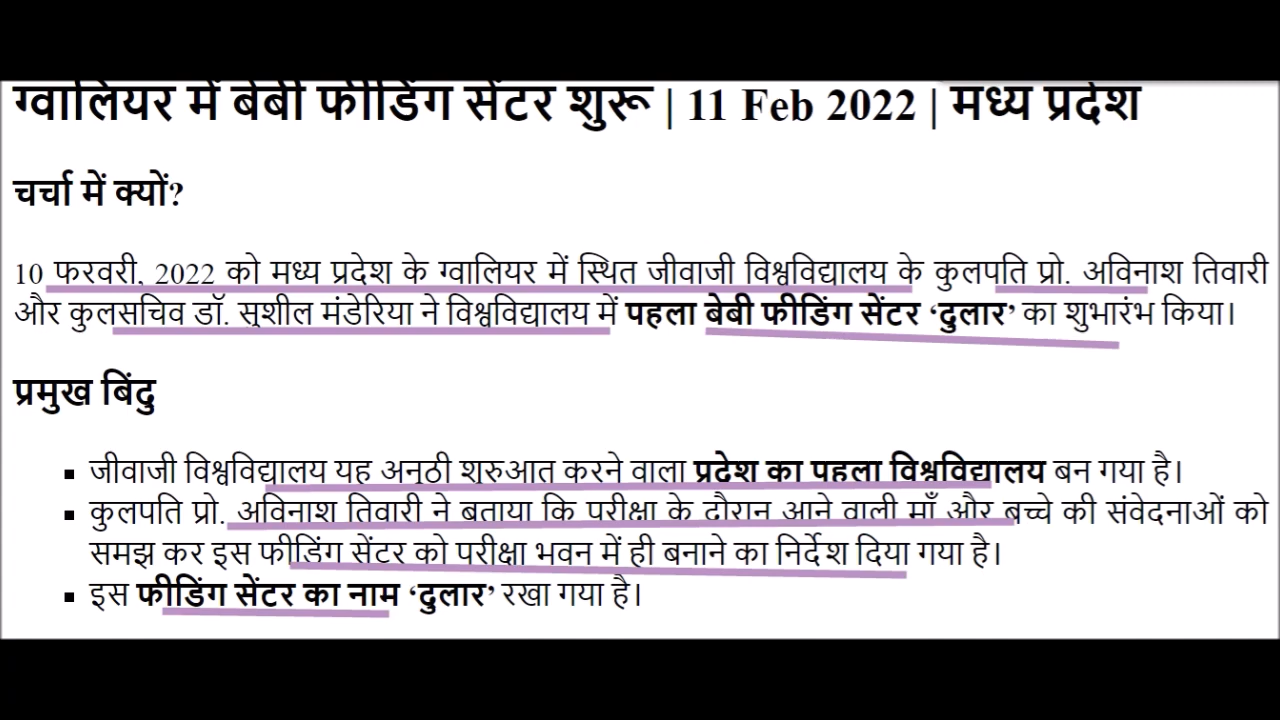 ग्वालियर में बेबी फीडिंग सेंटर शुरू | 11 Feb 2022 | मध्य प्रदेश
चर्चा में क्यों?
10 फरवरी, 2022 को मध्य प्रदेश के ग्वालियर में स्थित जीवाजी विश्वविद्यालय के कुलपति प्रो. अविनाश तिवारी
और कुलसचिव डॉ. सुशील मंडेरिया ने विश्वविद्यालय में पहला बेबी फीडिंग सेंटर ‘दुलार’ का शुभारंभ किया।
प्रमुख बिंदु
▪ जीवाजी विश्वविद्यालय यह अनूठी शुरुआत करने वाला प्रदेश का पहला विश्वविद्यालय बन गया है।
▪ कुलपति प्रो. अविनाश तिवारी ने बताया कि परीक्षा के दौरान आने वाली माँ और बच्चे की संवेदनाओं को
समझ कर इस फीडिंग सेंटर को परीक्षा भवन में ही बनाने का निर्देश दिया गया है।
▪ इस फीडिंग सेंटर का नाम ‘दुलार’ रखा गया है।